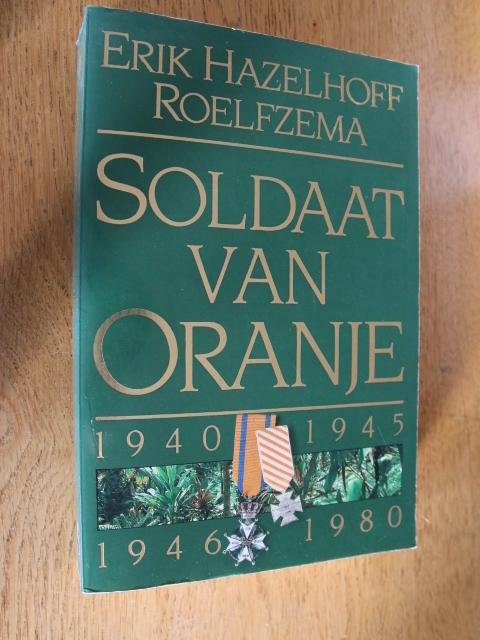 ERIK HAZELHOFF
ROELFZEMA
SOLDAAT
VAN
ORANJE
1940 1945
1946 1980